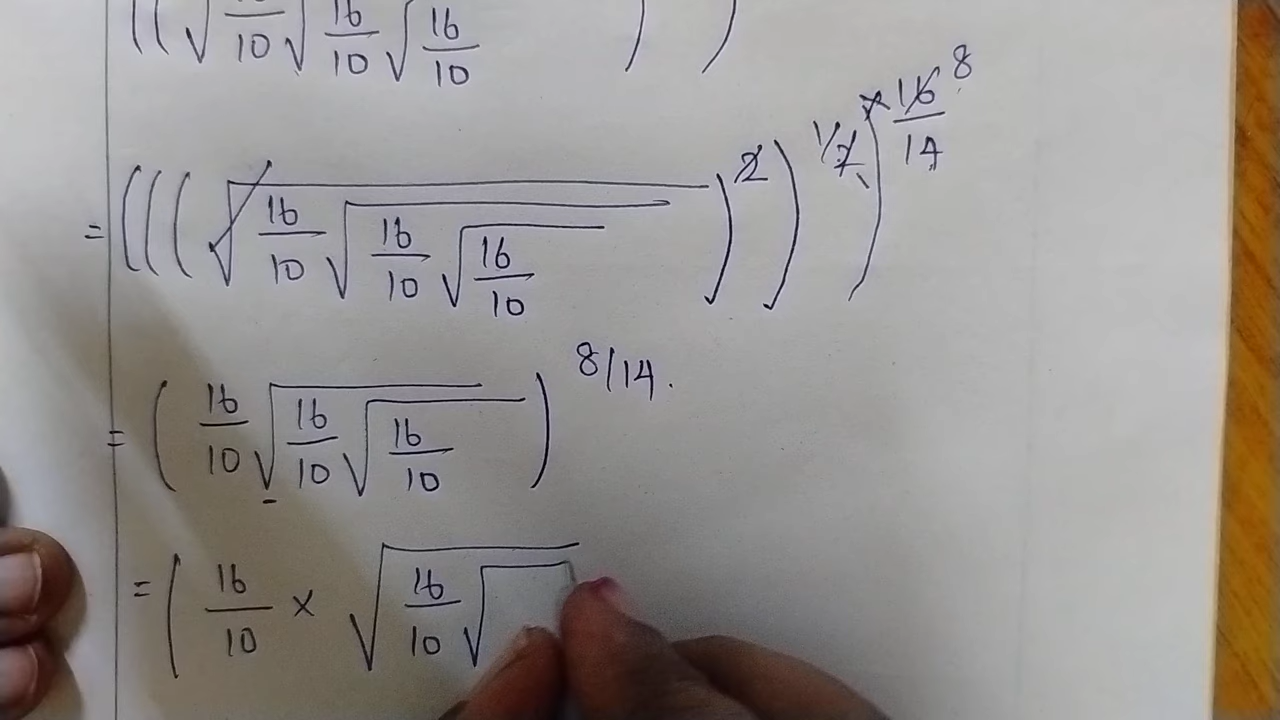 ((√16/10 √16/10 √16/10 ) )
= (((√16/10 √16/10 √16/10 )^2 )^1/2 )^×16/14 8
= ( 16/10 √16/10 √16/10 )^8/14.
= ( 16/10 × √16/10 √